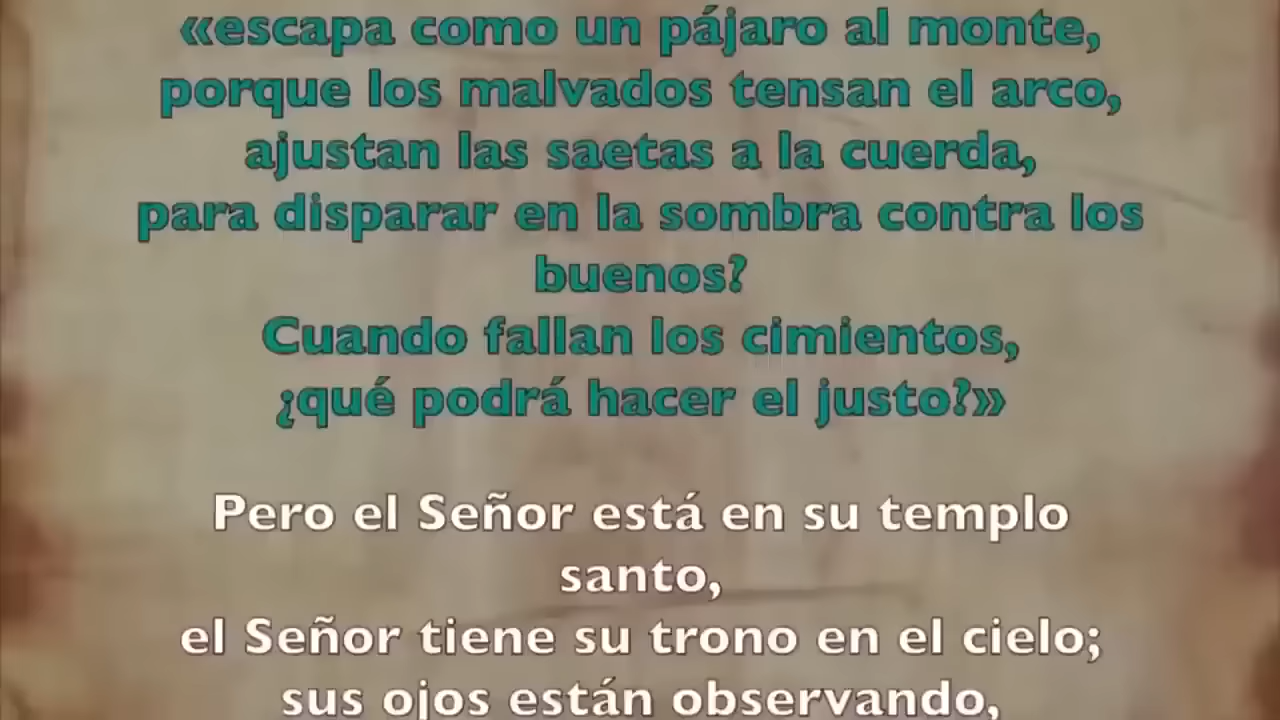 «escapa como un pájaro al monte,
porque los malvados tensan el arco,
ajustan las saetas a la cuerda,
para disparar en la sombra contra los
buenos?
Cuando fallan los cimientos,
¿qué podrá hacer el justo?»
Pero el Señor está en su templo
santo,
el Señor tiene su trono en el cielo;
sus ojos están observando,